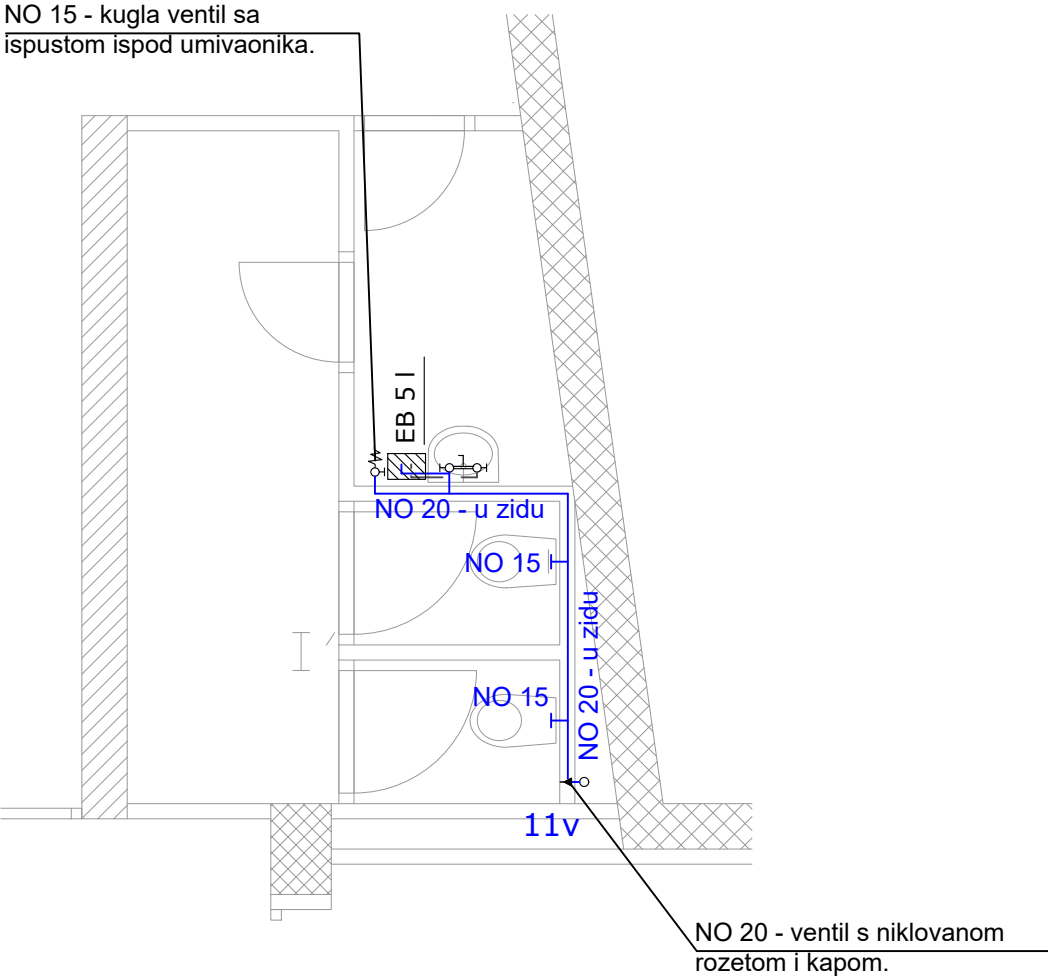 NO 15 - kugla ventil sa
ispustom ispod umivaonika.
EB 5 l
NO 20 - u zidu
NO 15
NO 20 - u zidu
NO 15
11v
NO 20 - ventil s niklovanom
rozetom i kapom.